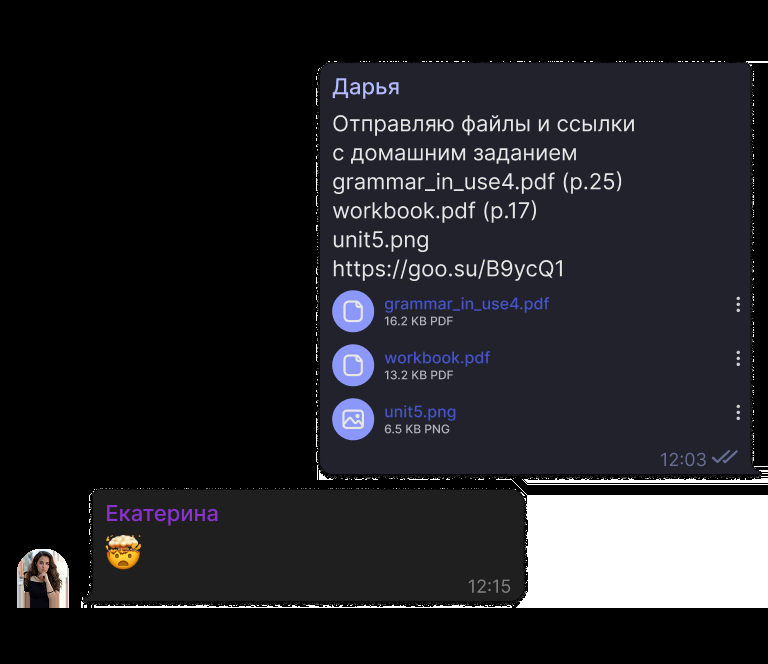 Дарья
Отправляю файлы и ссылки
с домашним заданием
grammar_in_use4.pdf (p.25)
workbook.pdf (p.17)
unit5.png
https://goo.su/B9ycQ1
grammar_in_use4.pdf
16.2 KB PDF
workbook.pdf
13.2 KB PDF
unit5.png
6.5 KB PNG
12:03
Екатерина
🤯
12:15